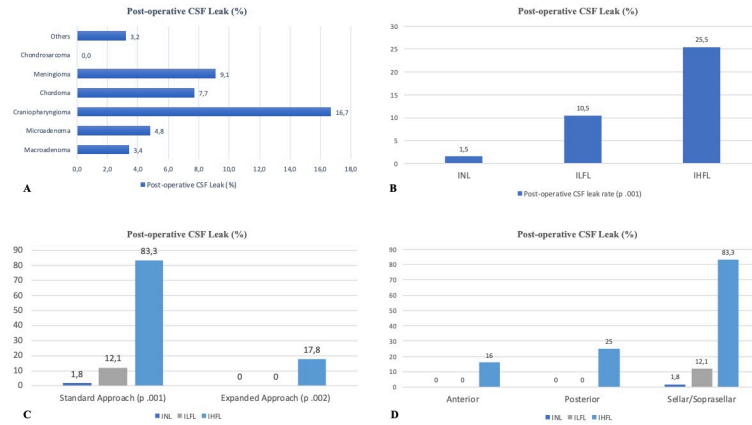 Post-operative CSF Leak (%)
Others
3,2
Chondrosarcoma
0,0
Meningioma
9,1
Chordoma
7,7
Craniopharyngioma
16,7
Microadenoma
4,8
Macroadenoma
3,4
0,0 2,0 4,0 6,0 8,0 10,0 12,0 14,0 16,0 18,0
A
Post-operative CSF Leak (%)
Post-operative CSF Leak (%)
30
25
20
15
10
5
0
1,5
10,5
25,5
INL ILFL IHFL
B
Post-operative CSF leak rate (p .001)
Post-operative CSF Leak (%)
90
80
70
60
50
40
30
20
10
0
1,8
12,1
83,3
0
0
17,8
Standard Approach (p .001) Expanded Approach (p .002)
C
INL ILFL IHFL
Post-operative CSF Leak (%)
90
80
70
60
50
40
30
20
10
0
0
0
16
0
0
25
1,8
12,1
83,3
Anterior Posterior Sellar/Soprasellar
D
INL ILFL IHFL